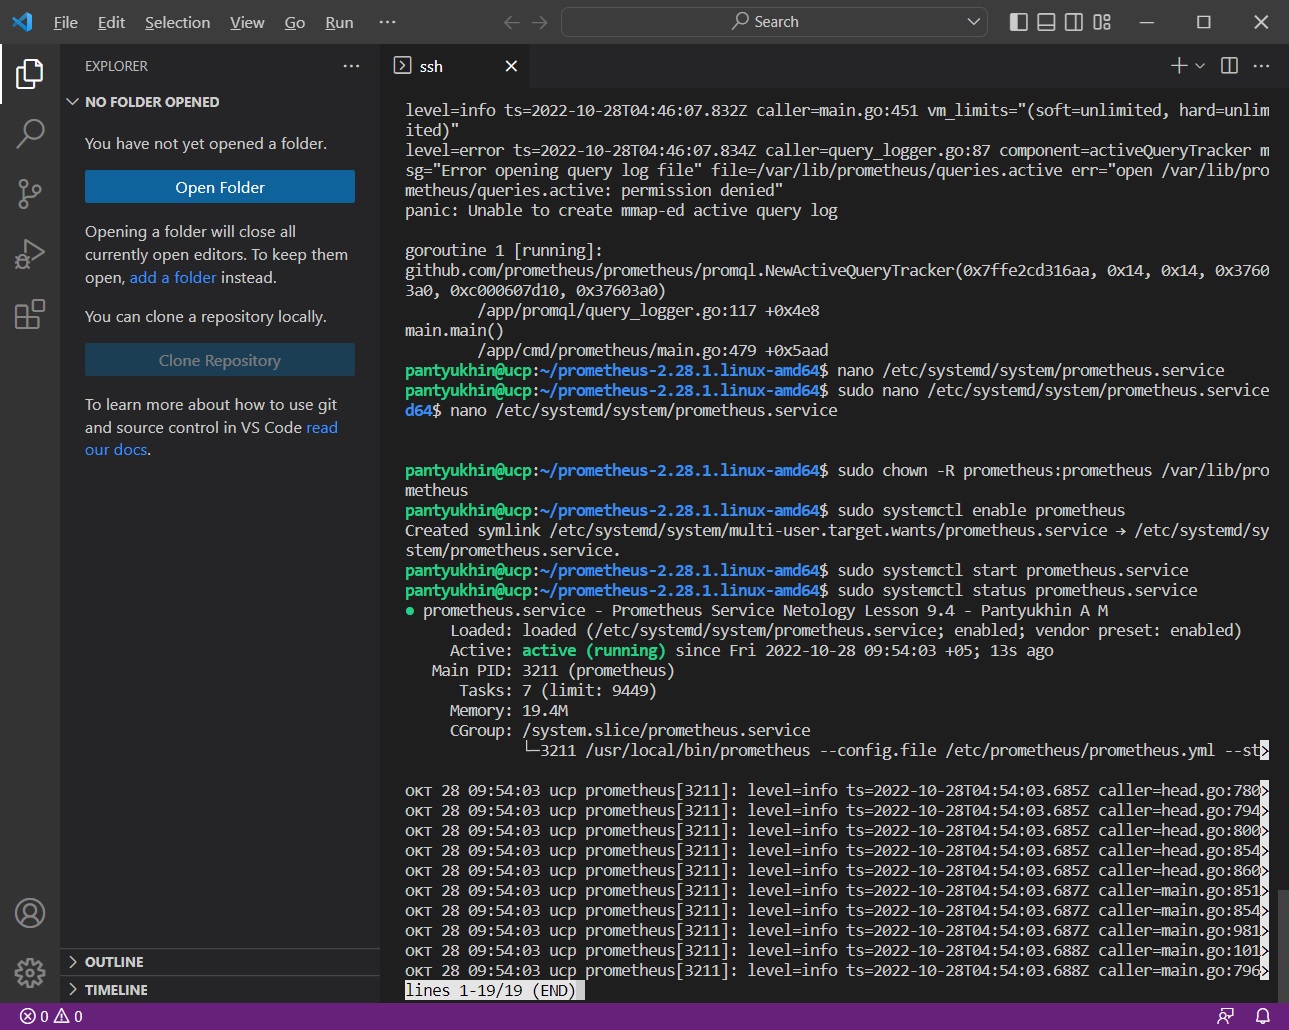 File Edit Selection View Go Run ··· Search
EXPLORER ···
NO FOLDER OPENED
You have not yet opened a folder.
Open Folder
Opening a folder will close all
currently open editors. To keep them
open, add a folder instead.
You can clone a repository locally.
Clone Repository
To learn more about how to use git
and source control in VS Code read
our docs.
OUTLINE
TIMELINE
ssh
level=info ts=2022-10-28T04:46:07.832Z caller=main.go:451 vm_limits="(soft=unlimited, hard=unlim
ited)"
level=error ts=2022-10-28T04:46:07.834Z caller=query_logger.go:87 component=activeQueryTracker m
sg="Error opening query log file" file=/var/lib/prometheus/queries.active err="open /var/lib/pro
metheus/queries.active: permission denied"
panic: Unable to create mmap-ed active query log
goroutine 1 [running]:
github.com/prometheus/prometheus/promql.NewActiveQueryTracker(0x7ffe2cd316aa, 0x14, 0x14, 0x3760
3a0, 0xc000607d10, 0x37603a0)
/app/promql/query_logger.go:117 +0x4e8
main.main()
/app/cmd/prometheus/main.go:479 +0x5aad
pantyukhin@ucp:~/prometheus-2.28.1.linux-amd64$ nano /etc/systemd/system/prometheus.service
pantyukhin@ucp:~/prometheus-2.28.1.linux-amd64$ sudo nano /etc/systemd/system/prometheus.service
d64$ nano /etc/systemd/system/prometheus.service
pantyukhin@ucp:~/prometheus-2.28.1.linux-amd64$ sudo chown -R prometheus:prometheus /var/lib/pro
metheus
pantyukhin@ucp:~/prometheus-2.28.1.linux-amd64$ sudo systemctl enable prometheus
Created symlink /etc/systemd/system/multi-user.target.wants/prometheus.service → /etc/systemd/sy
stem/prometheus.service.
pantyukhin@ucp:~/prometheus-2.28.1.linux-amd64$ sudo systemctl start prometheus.service
pantyukhin@ucp:~/prometheus-2.28.1.linux-amd64$ sudo systemctl status prometheus.service
● prometheus.service - Prometheus Service Netology Lesson 9.4 - Pantyukhin A M
Loaded: loaded (/etc/systemd/system/prometheus.service; enabled; vendor preset: enabled)
Active: active (running) since Fri 2022-10-28 09:54:03 +05; 13s ago
Main PID: 3211 (prometheus)
Tasks: 7 (limit: 9449)
Memory: 19.4M
CGroup: /system.slice/prometheus.service
└─3211 /usr/local/bin/prometheus --config.file /etc/prometheus/prometheus.yml --st>
окт 28 09:54:03 ucp prometheus[3211]: level=info ts=2022-10-28T04:54:03.685Z caller=head.go:780>
окт 28 09:54:03 ucp prometheus[3211]: level=info ts=2022-10-28T04:54:03.685Z caller=head.go:794>
окт 28 09:54:03 ucp prometheus[3211]: level=info ts=2022-10-28T04:54:03.685Z caller=head.go:800>
окт 28 09:54:03 ucp prometheus[3211]: level=info ts=2022-10-28T04:54:03.685Z caller=head.go:854>
окт 28 09:54:03 ucp prometheus[3211]: level=info ts=2022-10-28T04:54:03.685Z caller=head.go:860>
окт 28 09:54:03 ucp prometheus[3211]: level=info ts=2022-10-28T04:54:03.687Z caller=main.go:851>
окт 28 09:54:03 ucp prometheus[3211]: level=info ts=2022-10-28T04:54:03.687Z caller=main.go:854>
окт 28 09:54:03 ucp prometheus[3211]: level=info ts=2022-10-28T04:54:03.687Z caller=main.go:981>
окт 28 09:54:03 ucp prometheus[3211]: level=info ts=2022-10-28T04:54:03.688Z caller=main.go:101>
окт 28 09:54:03 ucp prometheus[3211]: level=info ts=2022-10-28T04:54:03.688Z caller=main.go:796>
lines 1-19/19 (END)
0 0